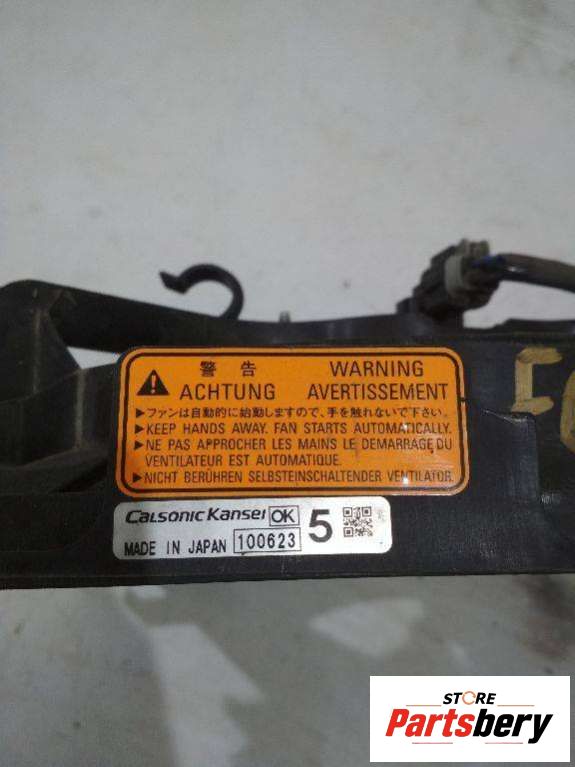 警告 WARNING
ACHTUNG AVERTISSEMENT
▶ファンは自動的に始動しますので、手を触れないで下さい。
▶KEEP HANDS AWAY. FAN STARTS AUTOMATICALLY.
▶NE PAS APPROCHER LES MAINS LE DEMARRAGE DU
VENTILATEUR EST AUTOMATIQUE.
▶NICHT BERÜHREN SELBSTEINSCHALTENDER VENTILATOR.
Calsonic Kansei OK 5
MADE IN JAPAN 100623
STORE
Partsbery